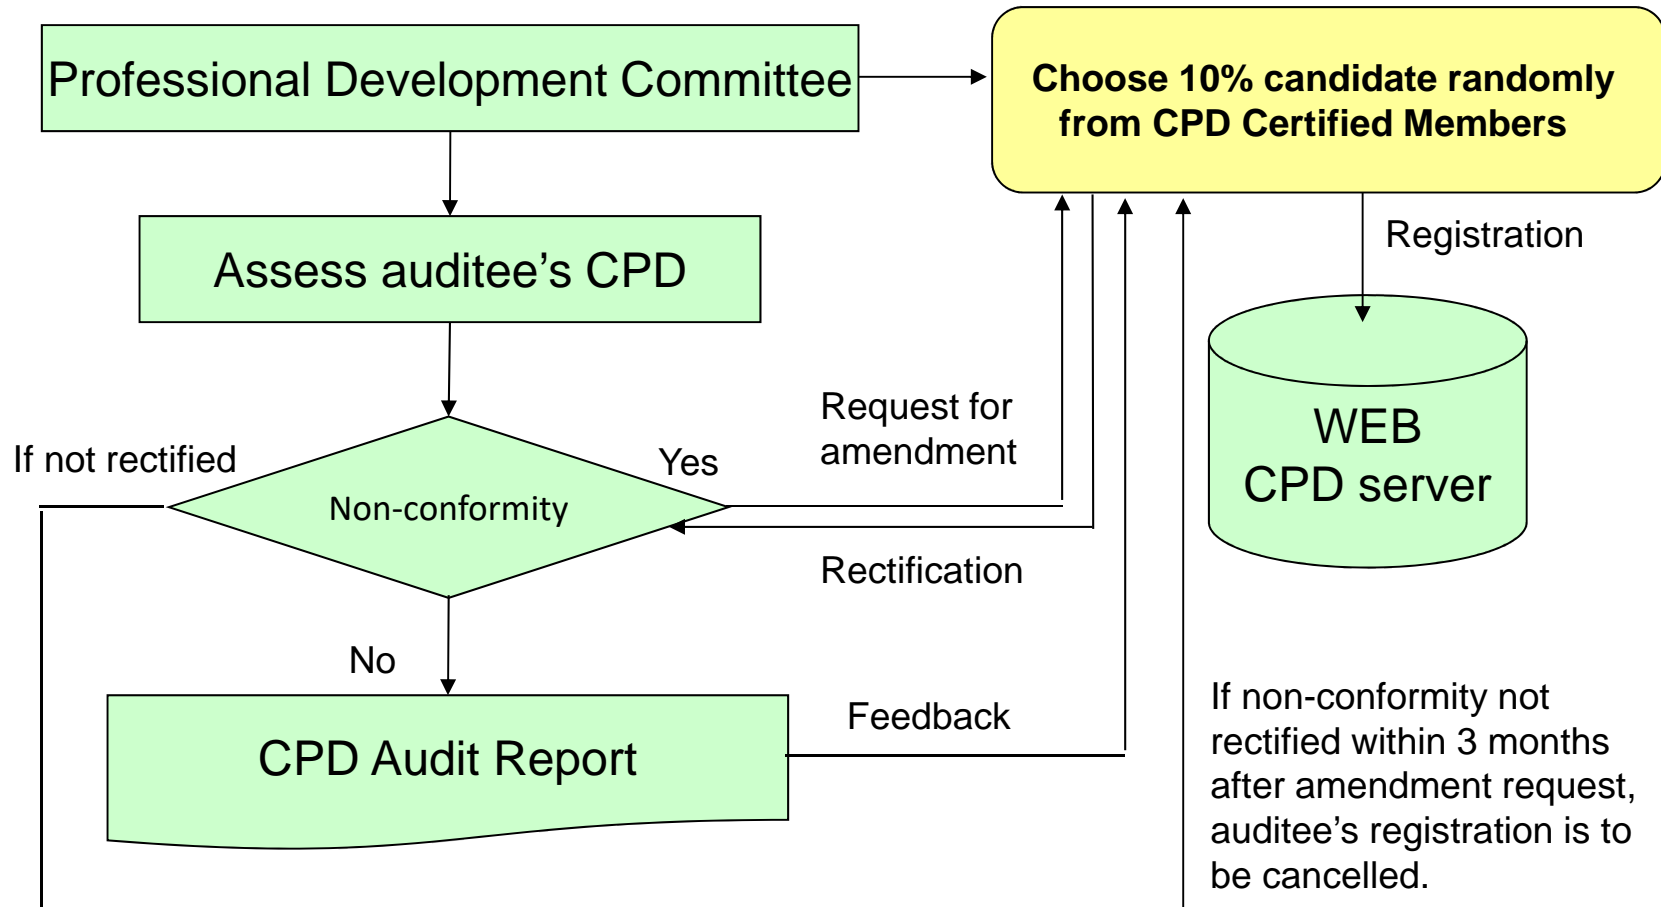 Professional Development Committee
Choose 10% candidate randomly
from CPD Certified Members
Registration
Assess auditee’s CPD
WEB
CPD server
Request for
amendment
If not rectified
Yes
Non-conformity
Rectification
No
Feedback
CPD Audit Report
If non-conformity not
rectified within 3 months
after amendment request,
auditee’s registration is to
be cancelled.